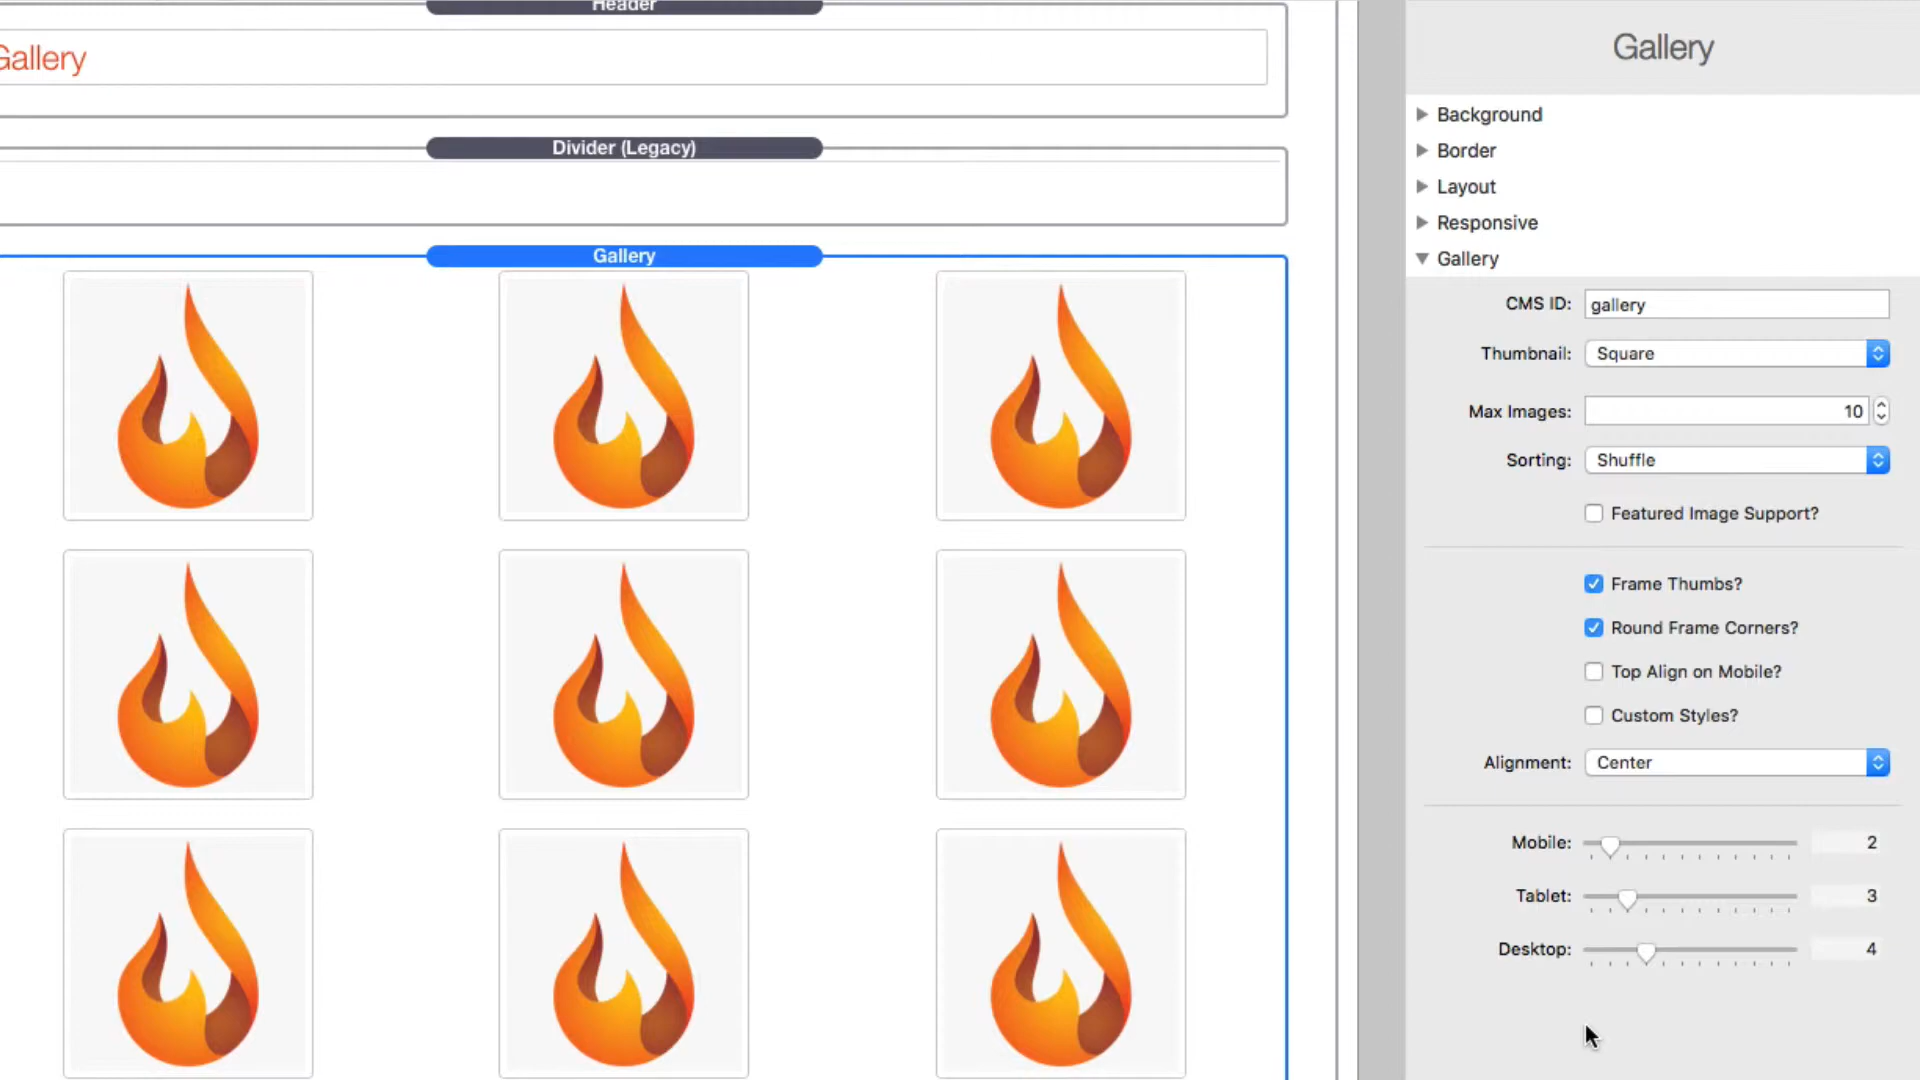 Header
Gallery
Divider (Legacy)
Gallery
Gallery
Background
Border
Layout
Responsive
Gallery
CMS ID: gallery
Thumbnail: Square
Max Images: 10
Sorting: Shuffle
Featured Image Support?
Frame Thumbs?
Round Frame Corners?
Top Align on Mobile?
Custom Styles?
Alignment: Center
Mobile: 2
Tablet: 3
Desktop: 4